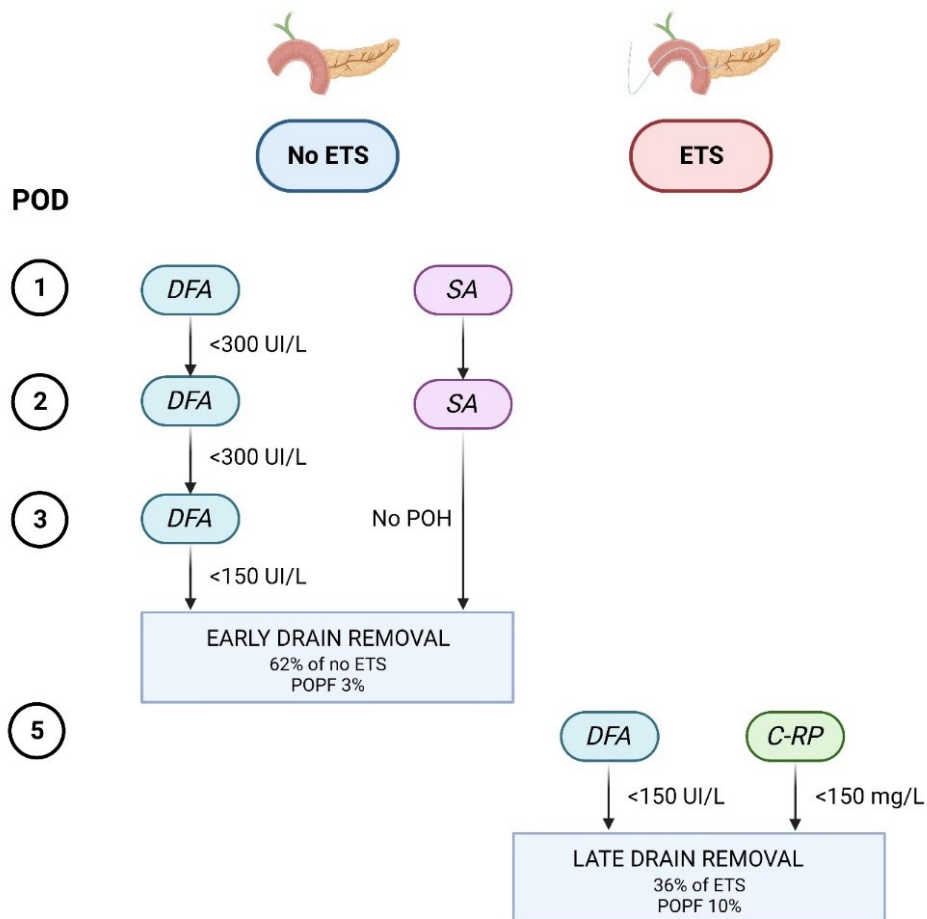 No ETS
ETS
POD
1
DFA
SA
<300 UI/L
2
DFA
SA
<300 UI/L
3
DFA
No POH
<150 UI/L
EARLY DRAIN REMOVAL
62% of no ETS
POPF 3%
5
DFA
C-RP
<150 UI/L
<150 mg/L
LATE DRAIN REMOVAL
36% of ETS
POPF 10%